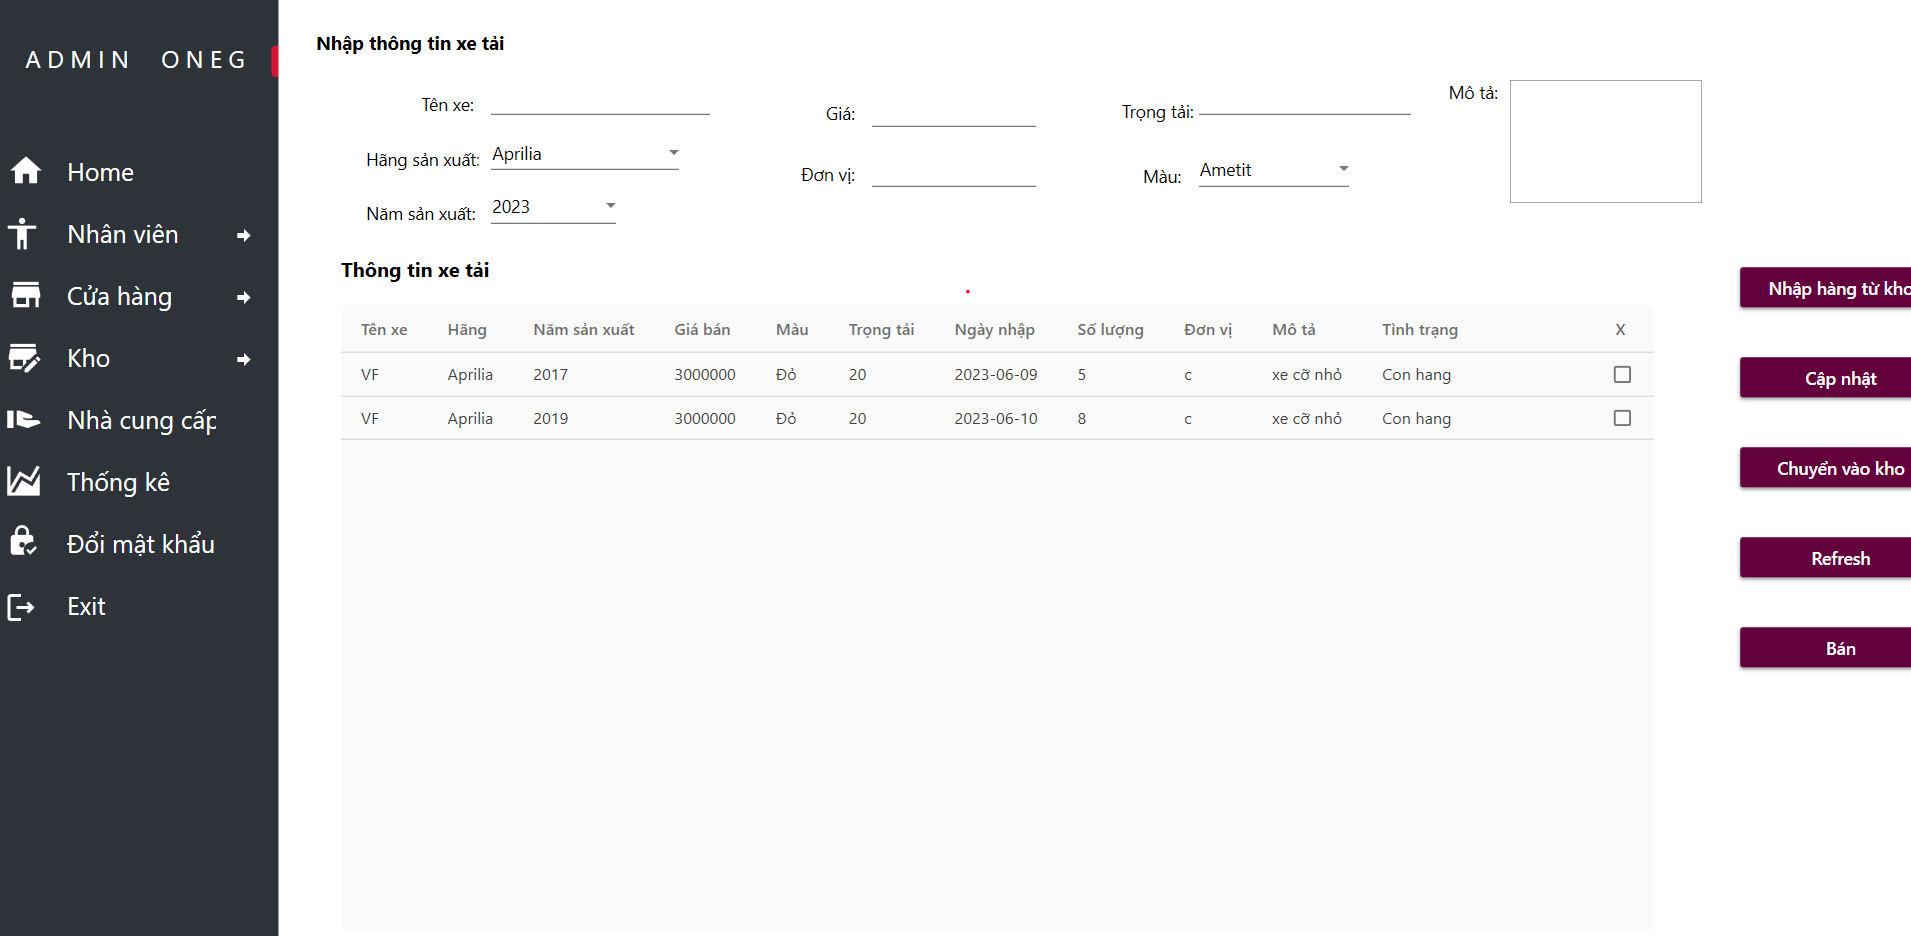 ADMIN ONEG
Home
Nhân viên
Cửa hàng
Kho
Nhà cung cấp
Thống kê
Đổi mật khẩu
Exit
Nhập thông tin xe tải
Tên xe:
Giá:
Trọng tải:
Mô tả:
Hãng sản xuất: Aprilia
Đơn vị:
Màu: Ametit
Năm sản xuất: 2023
Thông tin xe tải
Tên xe Hãng Năm sản xuất Giá bán Màu Trọng tải Ngày nhập Số lượng Đơn vị Mô tả Tình trạng X
VF Aprilia 2017 3000000 Đỏ 20 2023-06-09 5 c xe cỡ nhỏ Con hang
VF Aprilia 2019 3000000 Đỏ 20 2023-06-10 8 c xe cỡ nhỏ Con hang
Nhập hàng từ kho
Cập nhật
Chuyển vào kho
Refresh
Bán